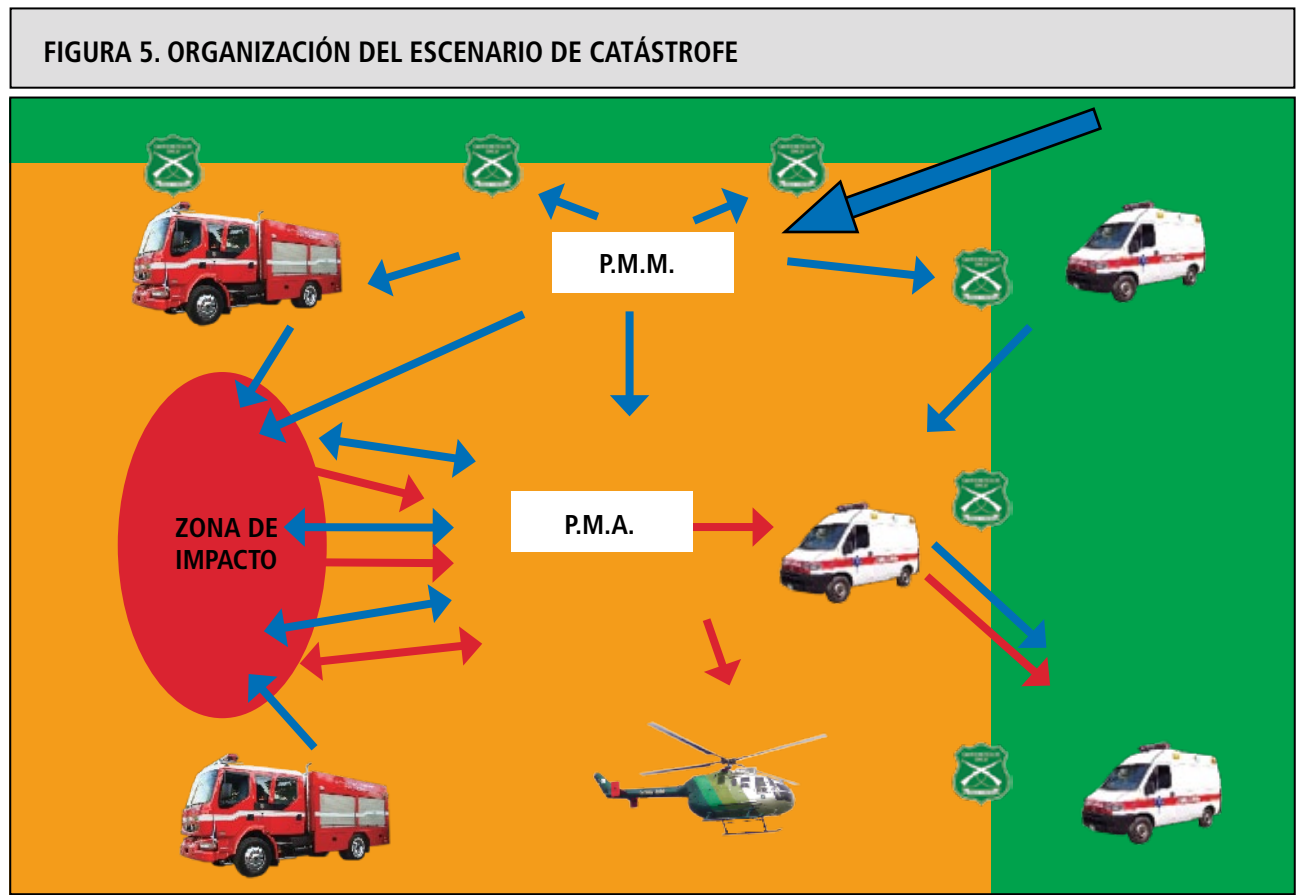 FIGURA 5. ORGANIZACIÓN DEL ESCENARIO DE CATÁSTROFE
P.M.M.
P.M.A.
ZONA DE
IMPACTO